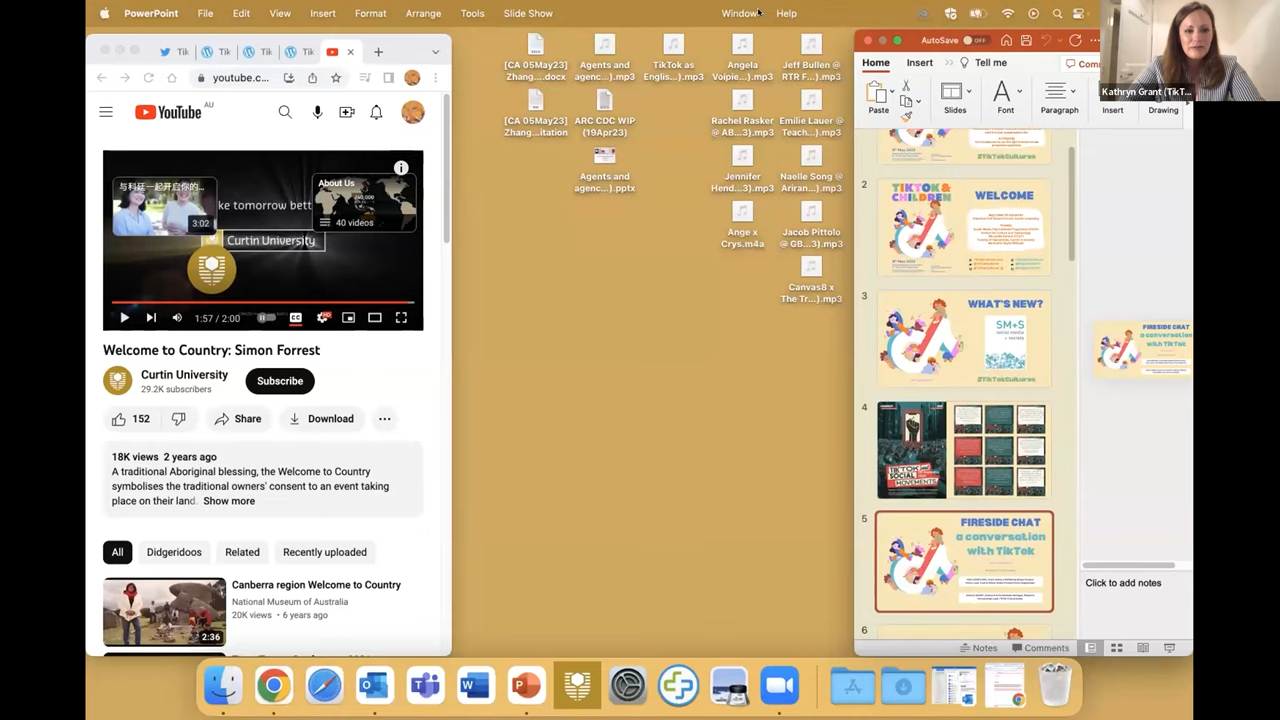 PowerPoint File Edit View Insert Format Arrange Tools Slide Show Window Help
Tik Tik Tik Tik
youtube.c...
YouTube AU
与科廷一起开启你的...
3:02
tomorrow.
About Us
40 videos
Curtin University
1:57 / 2:00
Welcome to Country: Simon Forrest
Curtin University
29.2K subscribers
Subscribe
152
Share
Download
18K views 2 years ago
A traditional Aboriginal blessing, the Welcome to Country
symbolises the traditional owners' consent to an event taking
place on their land. Show more
All
Didgeridoos
Related
Recently uploaded
Canberra region Welcome to Country
National Museum of Australia
20K views • 6 years ago
2:36
[CA 05May23]
Zhang....docx
Agents and
agenc...).mp3
TikTok as
Englis...).mp3
Angela
Voipie...).mp3
Jeff Bullen @
RTR F...).mp3
[CA 05May23]
Zhang....itation
ARC CDC WIP
(19Apr23)
Rachel Rasker
@ AB...).mp3
Emilie Lauer @
Teach...).mp3
Agents and
agenc...).pptx
Jennifer
Hend...3).mp3
Naelle Song @
Ariran...).mp3
Ange x
Crys.m4a
Jacob Pittolo
@ GB...).mp3
Canvas8 x
The Tr...).mp3
AutoSave OFF
Home Insert Tell me
Comm
Paste
Slides
Font
Paragraph
Insert
Drawing
Kathryn Grant (TikT...
#TikTokCultures
2
TIKTOK &
CHILDREN
WELCOME
3
WHAT'S NEW?
SM+S
social media
+ society
#TikTokCultures
4
TIKTOK AND
SOCIAL
MOVEMENTS
5
FIRESIDE CHAT
a conversation
with TikTok
6
FIRESIDE CHAT
a conversation
with TikTok
Click to add notes
Notes
Comments